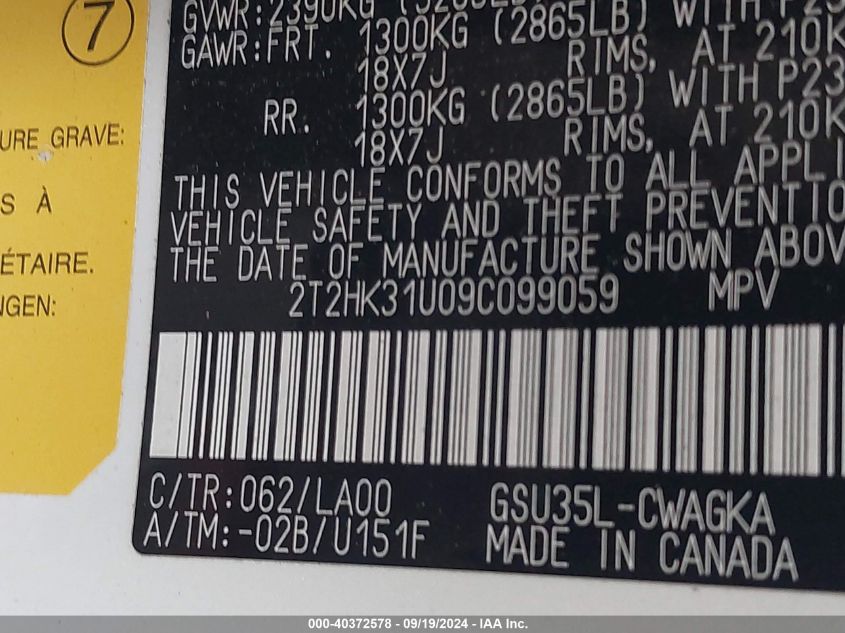 7
URE GRAVE:
S À
ÉTAIRE.
NGEN:
GVWR:2390KG
GAWR:FRT. 1300KG (2865LB) WITH P23
18X7J RIMS, AT 210K
RR. 1300KG (2865LB) WITH P23
18X7J RIMS, AT 210K
THIS VEHICLE CONFORMS TO ALL APPLI
VEHICLE SAFETY AND THEFT PREVENTIO
THE DATE OF MANUFACTURE SHOWN ABOV
2T2HK31U09C099059 MPV
C/TR:062/LA00 GSU35L-CWAGKA
A/TM:-02B/U151F MADE IN CANADA
000-40372578 - 09/19/2024 - IAA Inc.